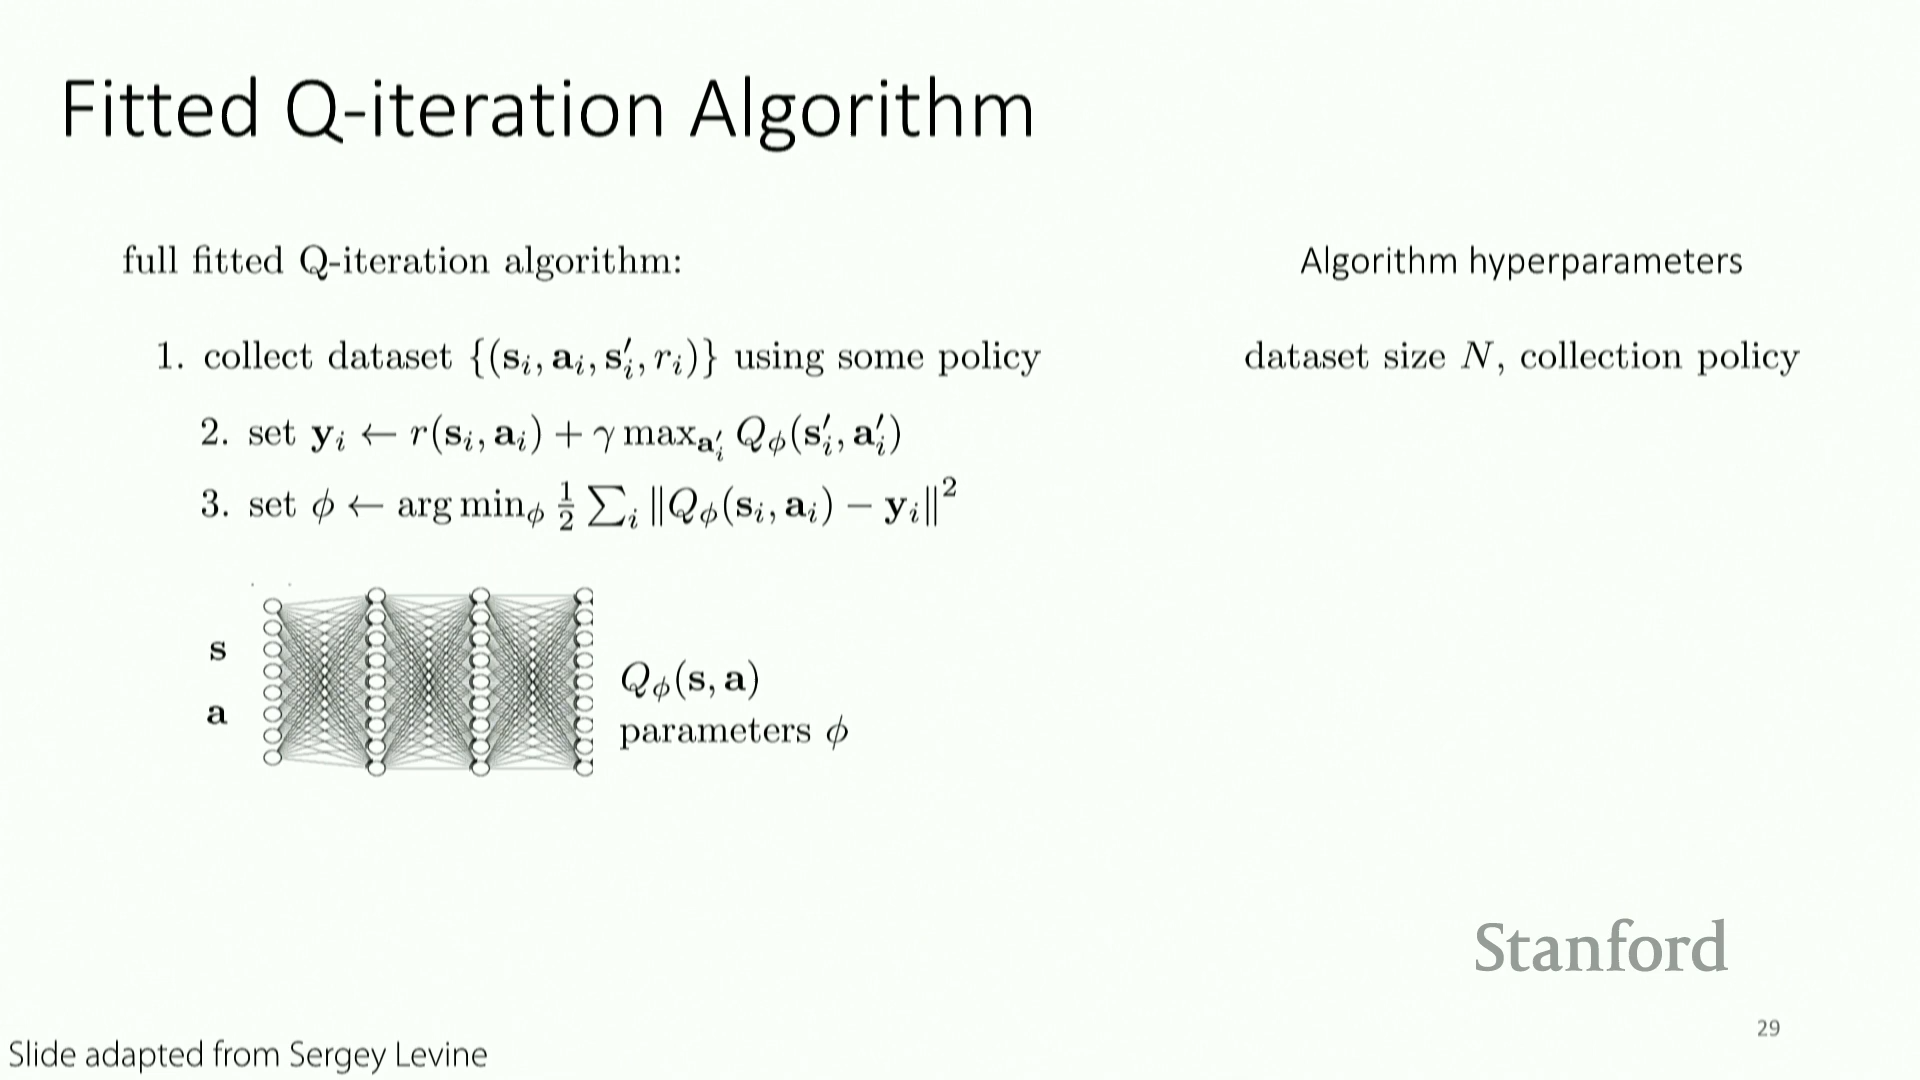 Fitted Q-iteration Algorithm
full fitted Q-iteration algorithm:
Algorithm hyperparameters
1. collect dataset {(s_i, a_i, s'_i, r_i)} using some policy
dataset size N, collection policy
2. set y_i ← r(s_i, a_i) + γ max_{a'_i} Q_ϕ(s'_i, a'_i)
3. set ϕ ← arg min_ϕ ½ ∑_i ‖Q_ϕ(s_i, a_i) − y_i‖²
s
a
Q_ϕ(s, a)
parameters ϕ
Stanford
29
Slide adapted from Sergey Levine